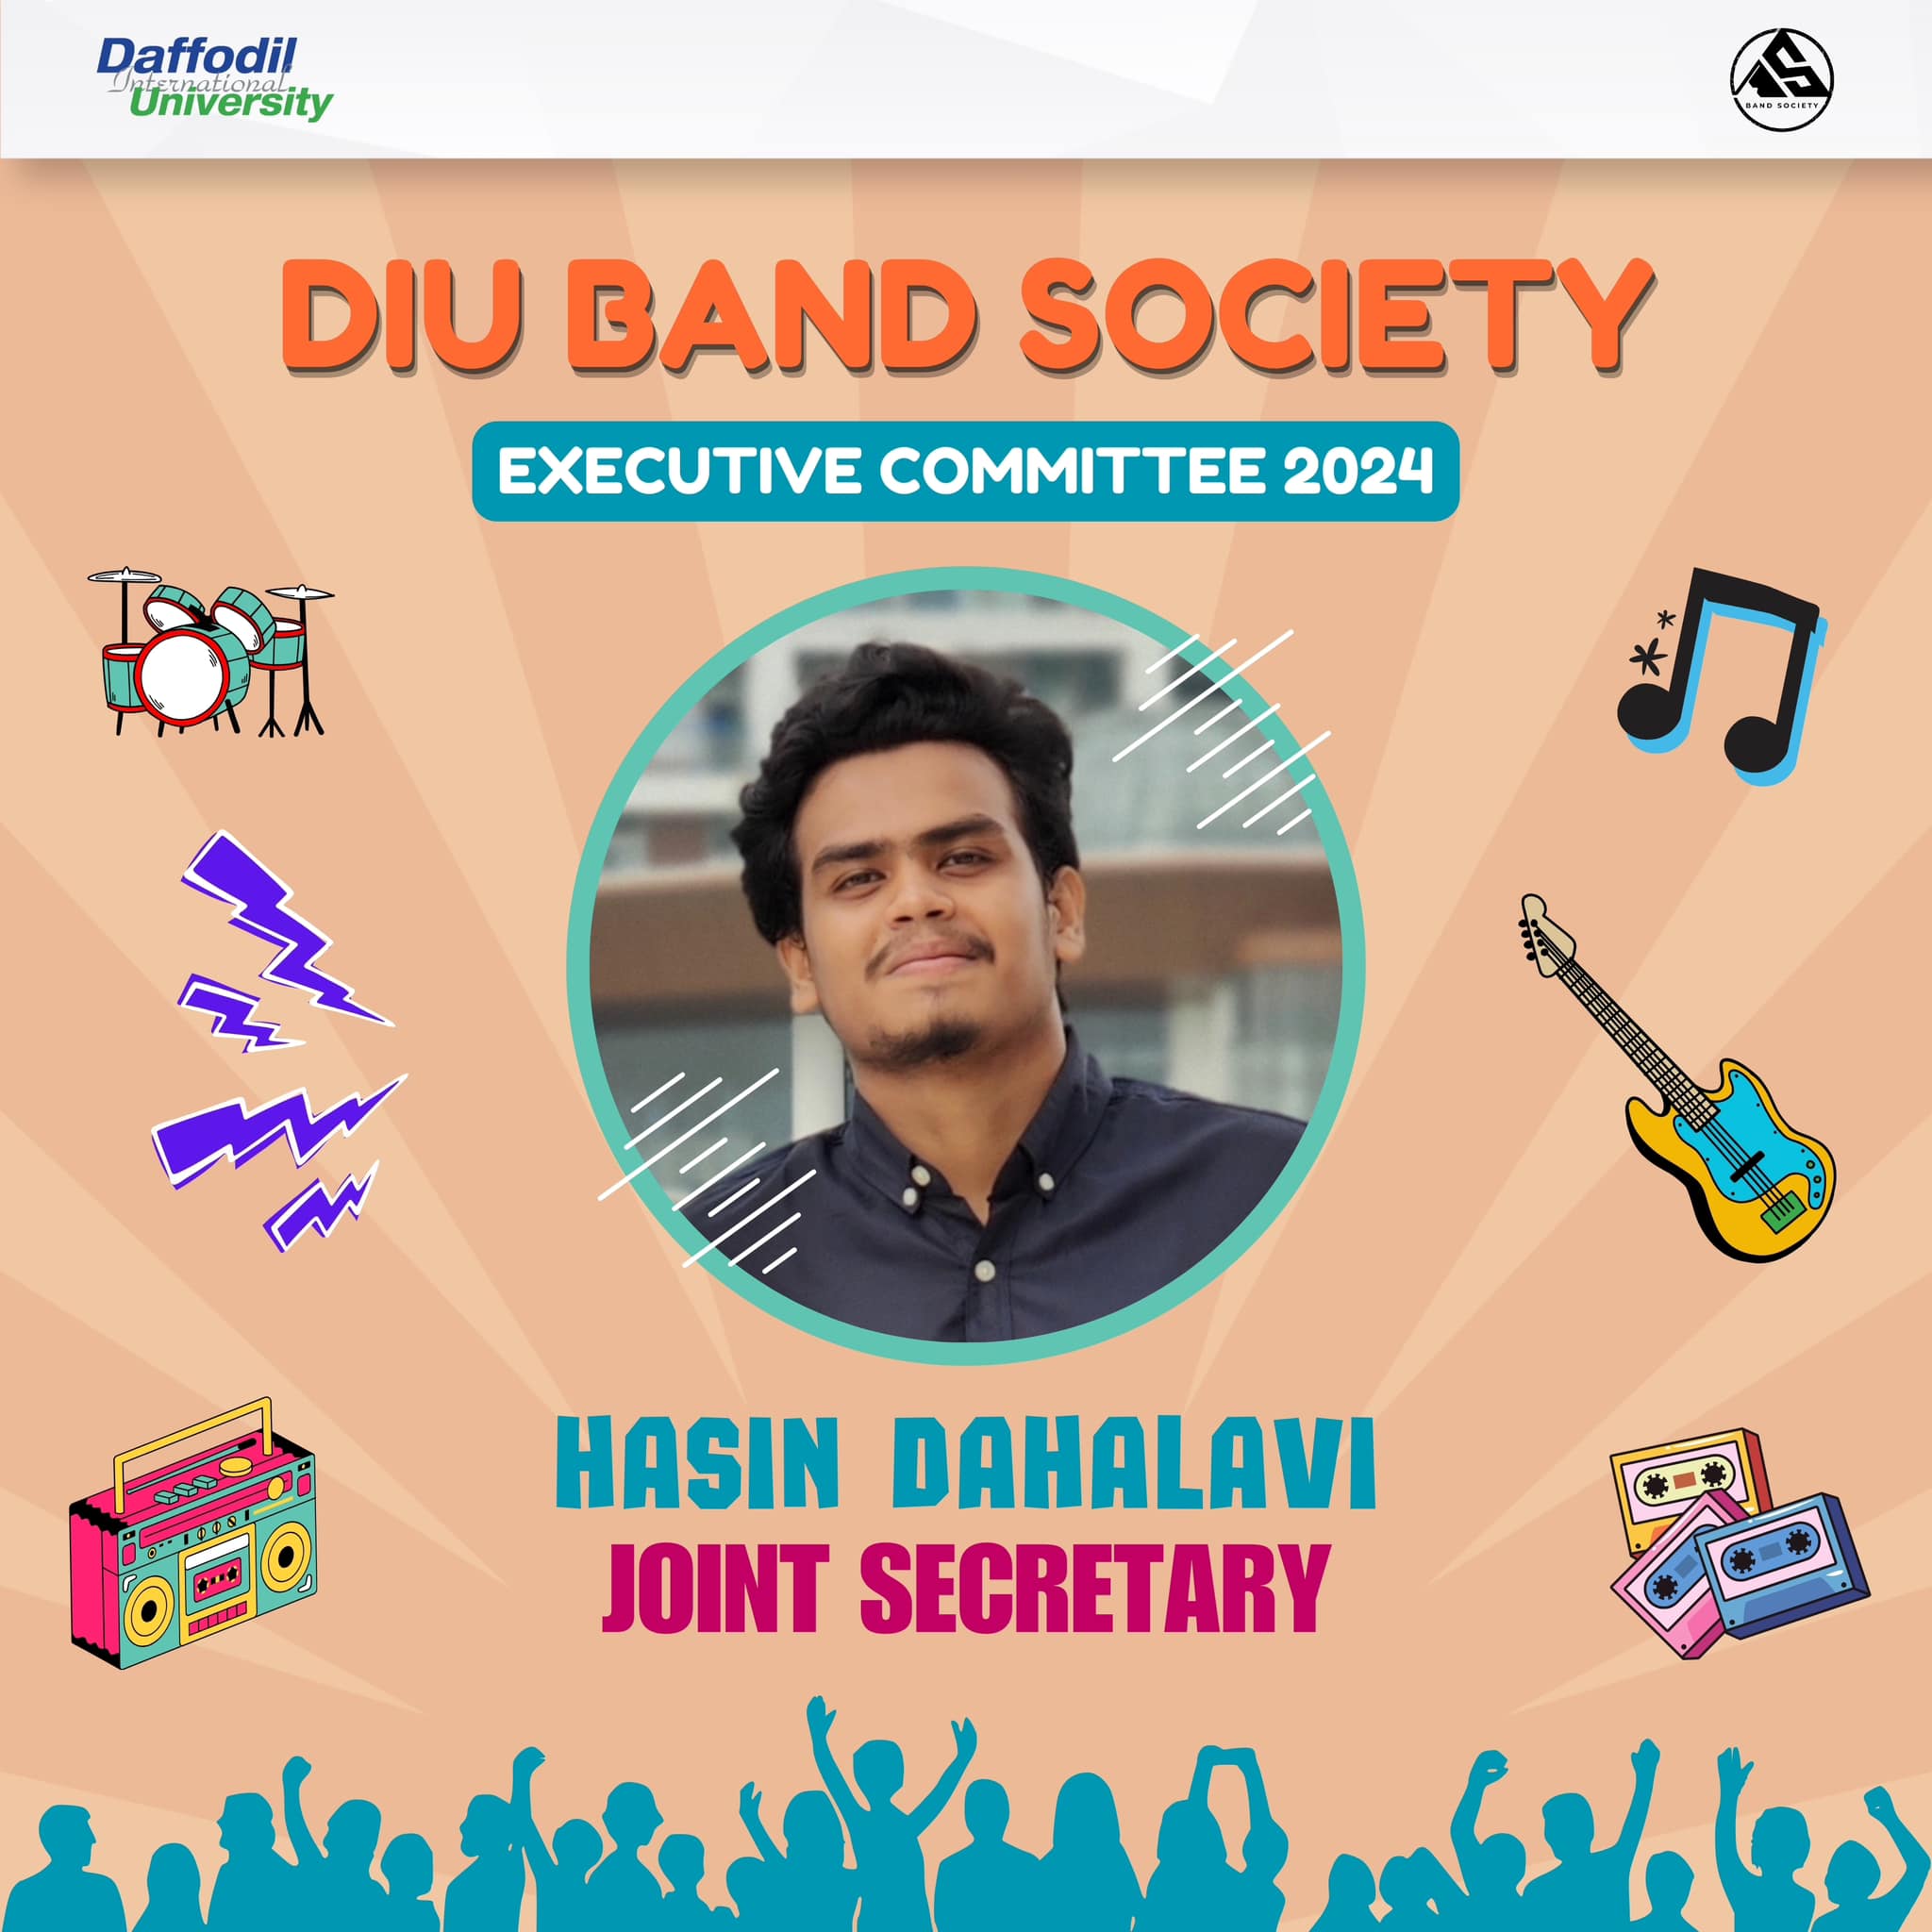 Daffodil
International
University
BAND SOCIETY
DIU BAND SOCIETY
EXECUTIVE COMMITTEE 2024
HASIN DAHALAVI
JOINT SECRETARY